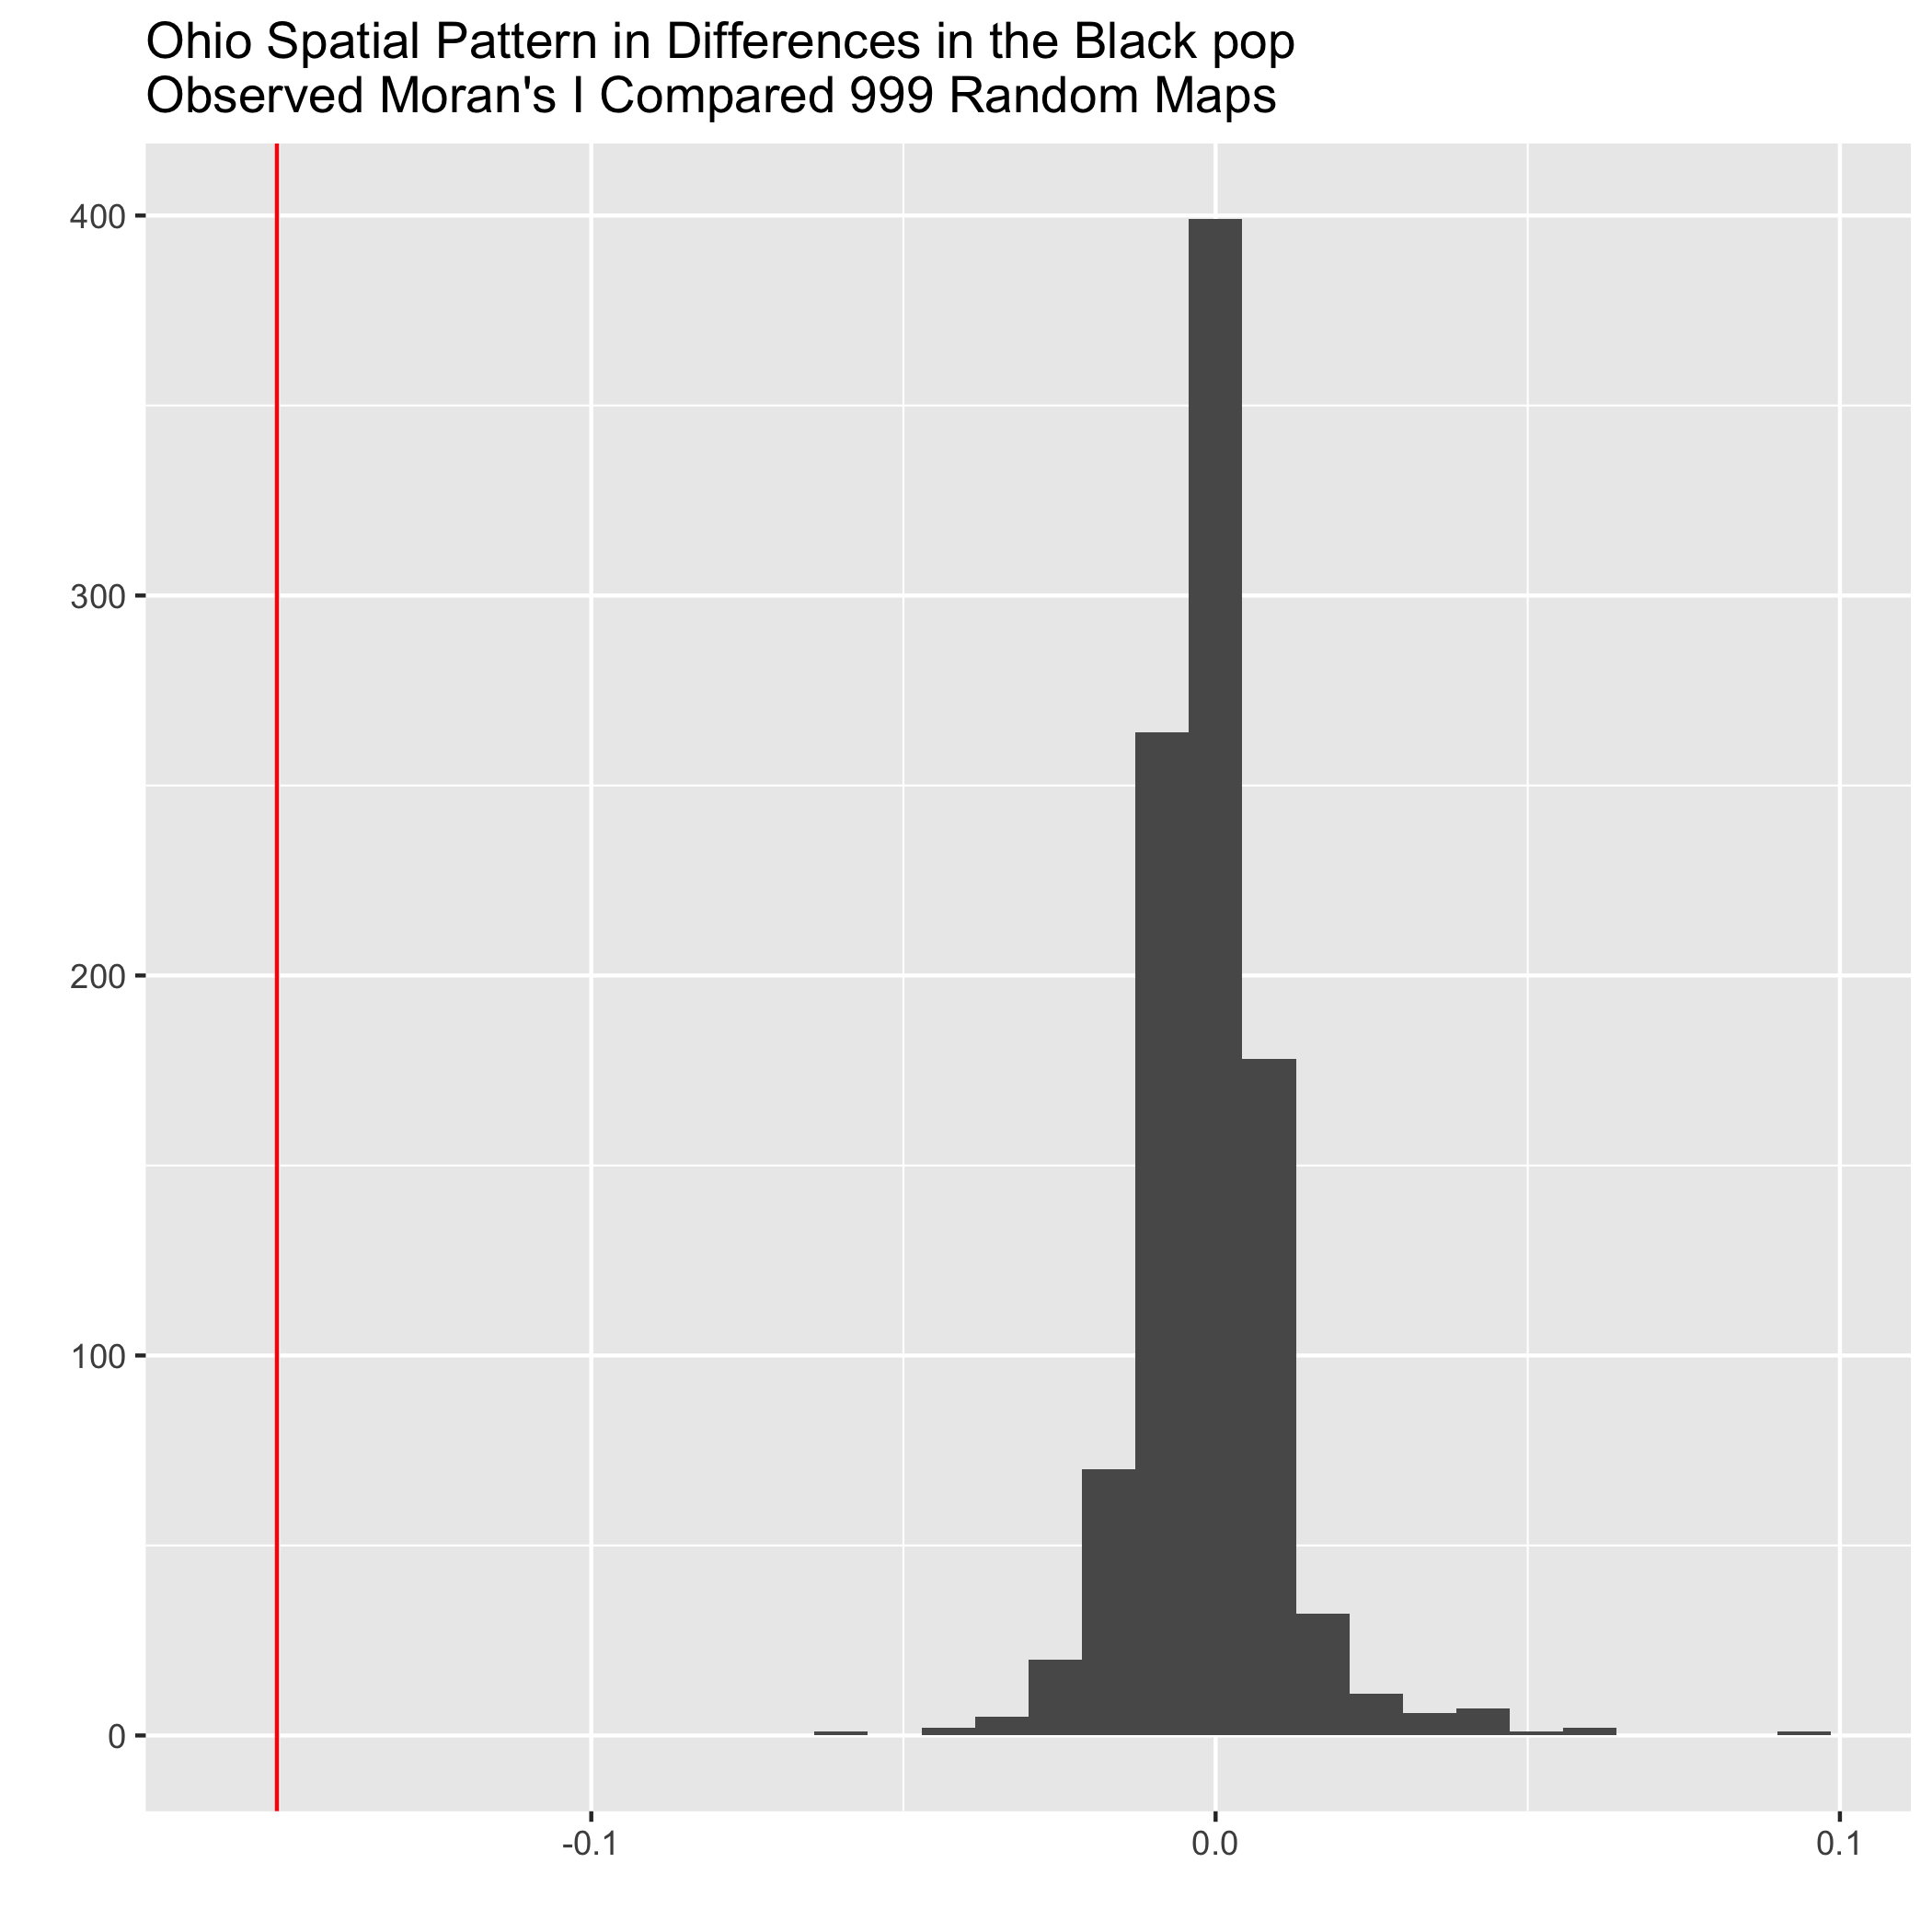 Ohio Spatial Pattern in Differences in the Black pop
Observed Moran's I Compared 999 Random Maps
400
300
200
100
0
-0.1 0.0 0.1